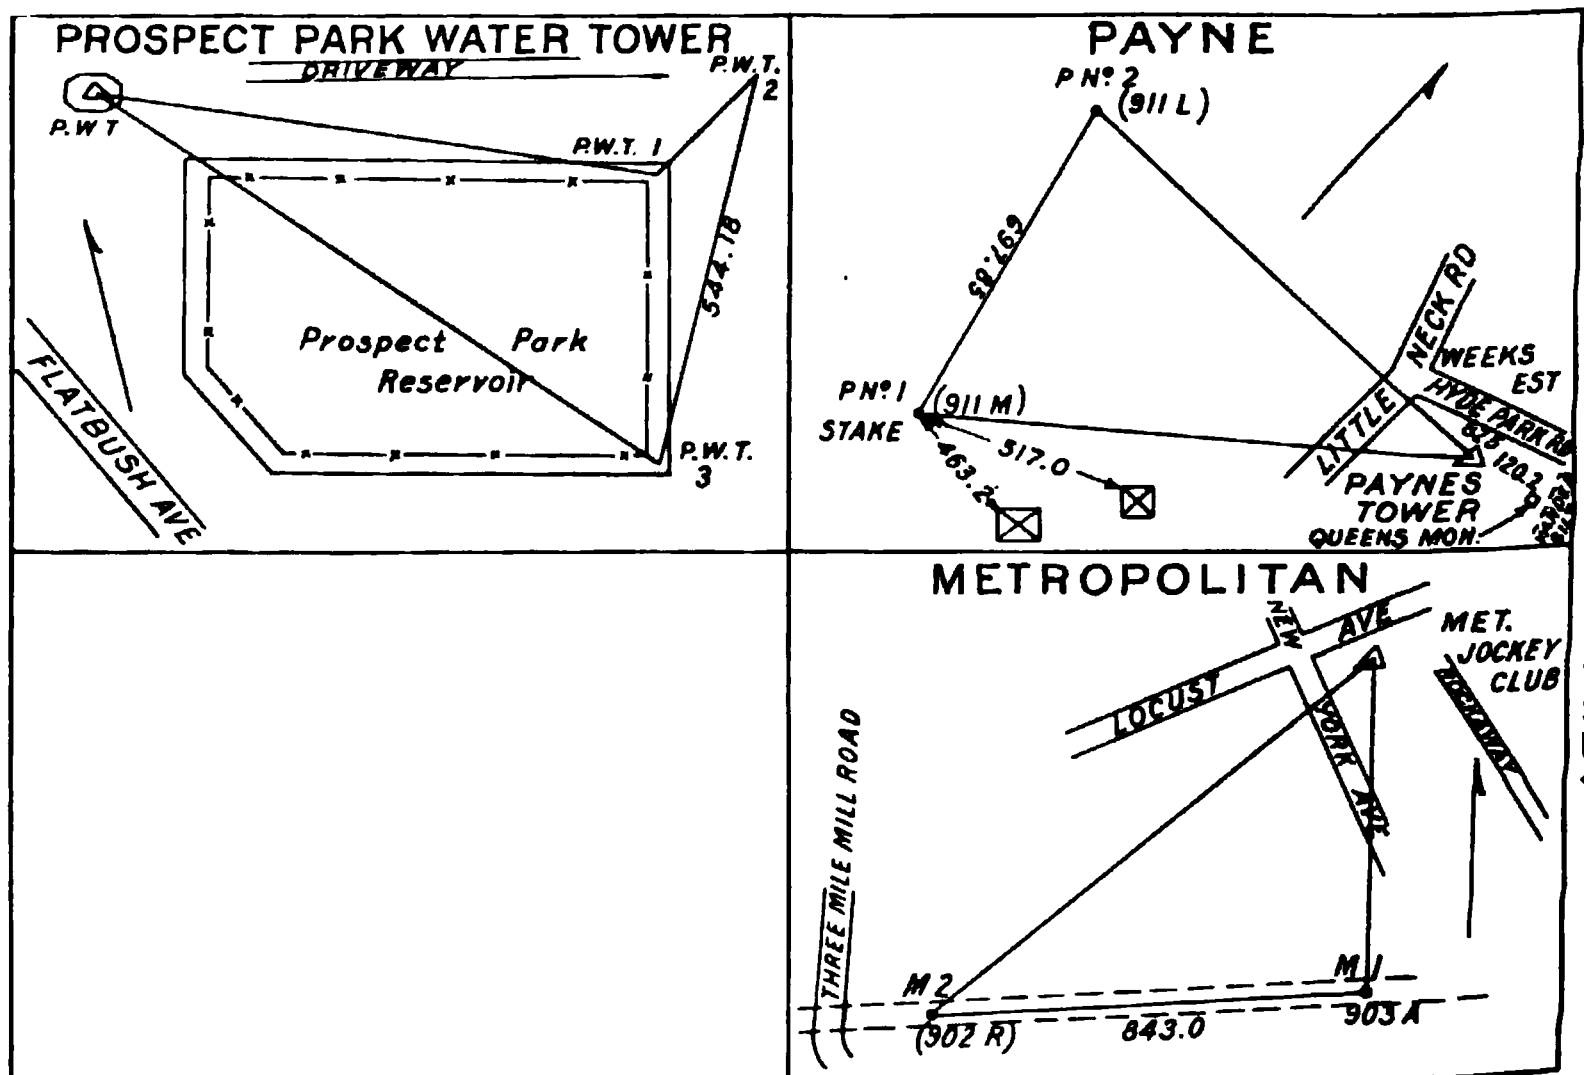 PROSPECT PARK WATER TOWER
DRIVEWAY
P.W.T.
2
P.W.T
P.W.T. 1
544.18
Prospect Park
Reservoir
FLATBUSH AVE
P.W.T.
3
PAYNE
P Nº 2
(911 L)
697.85
NECK RD
WEEKS
EST
HYDE PARK RD
P Nº 1
(911 M)
STAKE
LITTLE
517.0
463.2
120.2
PAYNES
TOWER
QUEENS MON.
METROPOLITAN
NEW
AVE
MET.
JOCKEY
CLUB
LOCUST
YORK AVE
ROCKAWAY
THREE MILE MILL ROAD
M 2
M 1
(902 R)
843.0
903 A